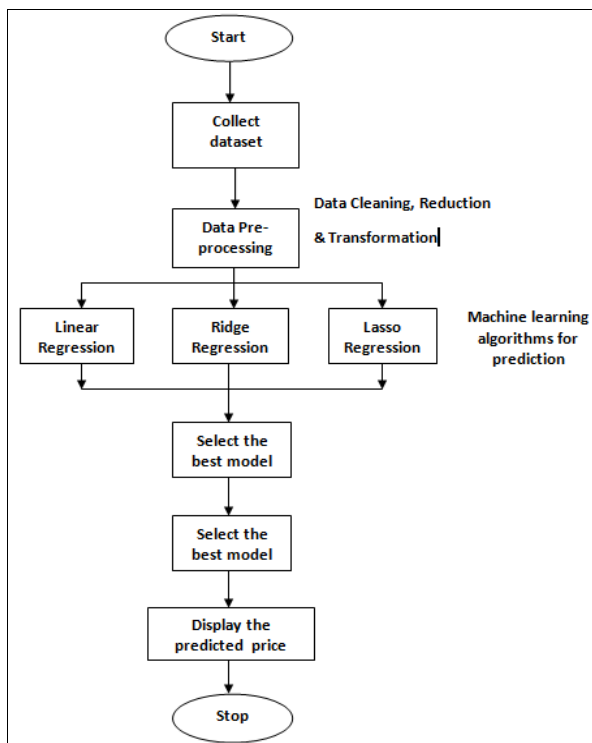 Start
Collect
dataset
Data Cleaning, Reduction
& Transformation
Data Pre-
processing
Linear
Regression
Ridge
Regression
Lasso
Regression
Machine learning
algorithms for
prediction
Select the
best model
Select the
best model
Display the
predicted price
Stop